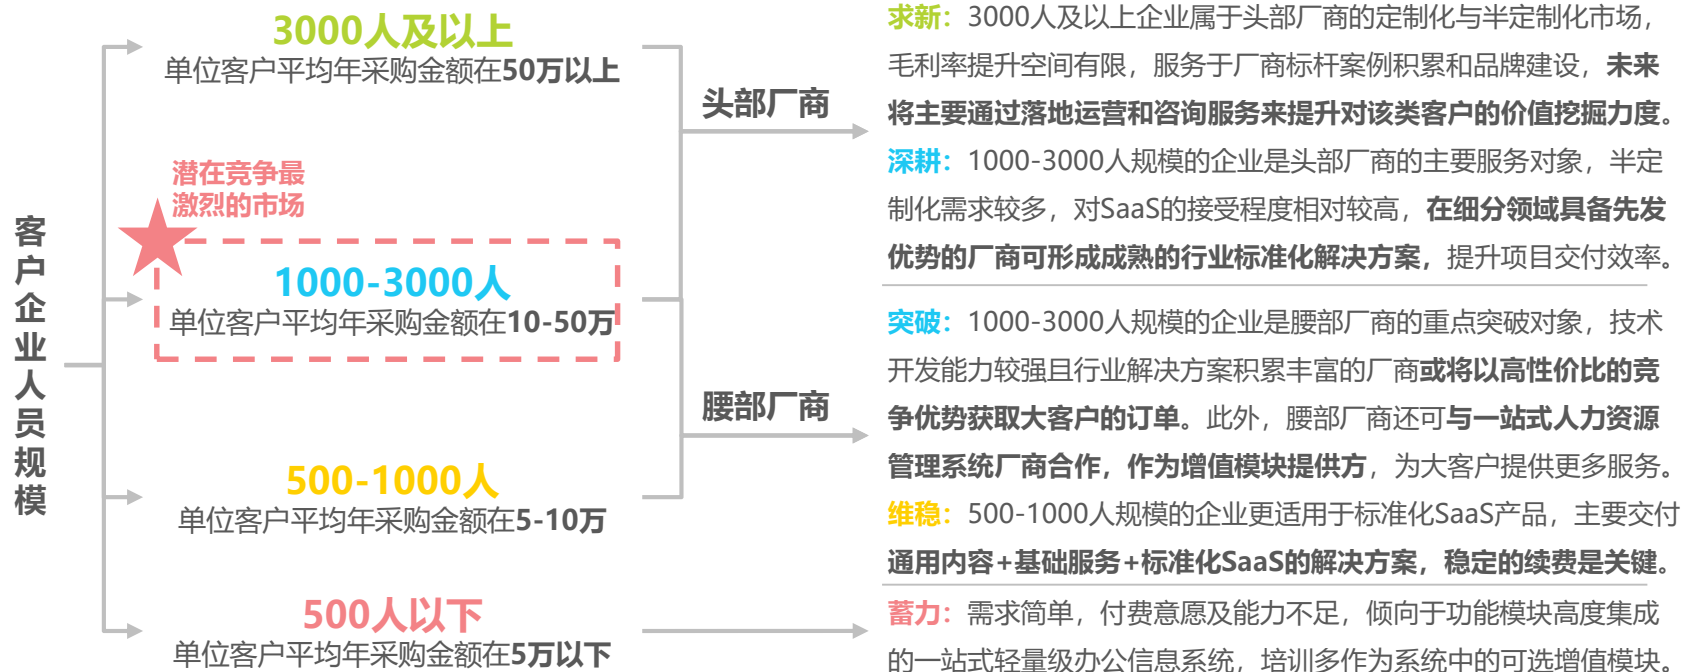 客户企业人员规模
3000人及以上
单位客户平均年采购金额在50万以上
潜在竞争最
激烈的市场
1000-3000人
单位客户平均年采购金额在10-50万
500-1000人
单位客户平均年采购金额在5-10万
500人以下
单位客户平均年采购金额在5万以下
头部厂商
腰部厂商
求新：3000人及以上企业属于头部厂商的定制化与半定制化市场，
毛利率提升空间有限，服务于厂商标杆案例积累和品牌建设，未来
将主要通过落地运营和咨询服务来提升对该类客户的价值挖掘力度。
深耕：1000-3000人规模的企业是头部厂商的主要服务对象，半定
制化需求较多，对SaaS的接受程度相对较高，在细分领域具备先发
优势的厂商可形成成熟的行业标准化解决方案，提升项目交付效率。
突破：1000-3000人规模的企业是腰部厂商的重点突破对象，技术
开发能力较强且行业解决方案积累丰富的厂商或将以高性价比的竞
争优势获取大客户的订单。此外，腰部厂商还可与一站式人力资源
管理系统厂商合作，作为增值模块提供方，为大客户提供更多服务。
维稳：500-1000人规模的企业更适用于标准化SaaS产品，主要交付
通用内容+基础服务+标准化SaaS的解决方案，稳定的续费是关键。
蓄力：需求简单，付费意愿及能力不足，倾向于功能模块高度集成
的一站式轻量级办公信息系统，培训多作为系统中的可选增值模块。